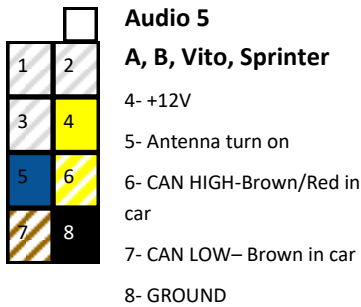 Audio 5
A, B, Vito, Sprinter
1 2
3 4
5 6
7 8
4- +12V
5- Antenna turn on
6- CAN HIGH-Brown/Red in
car
7- CAN LOW– Brown in car
8- GROUND